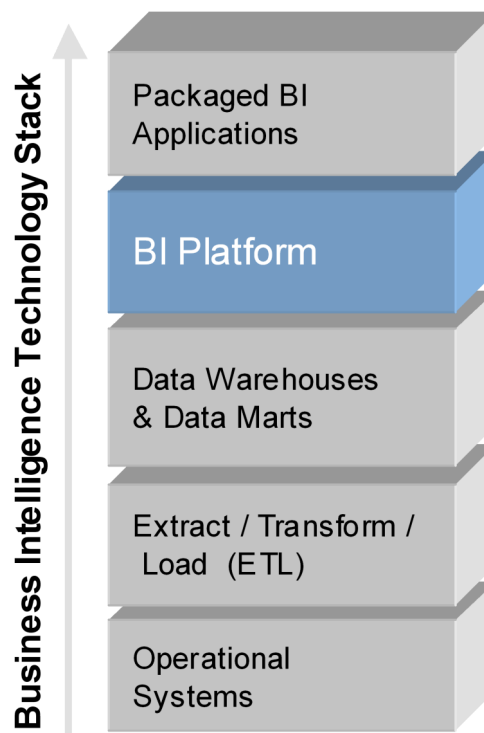 Business Intelligence Technology Stack
Packaged BI
Applications
BI Platform
Data Warehouses
& Data Marts
Extract / Transform /
Load (ETL)
Operational
Systems